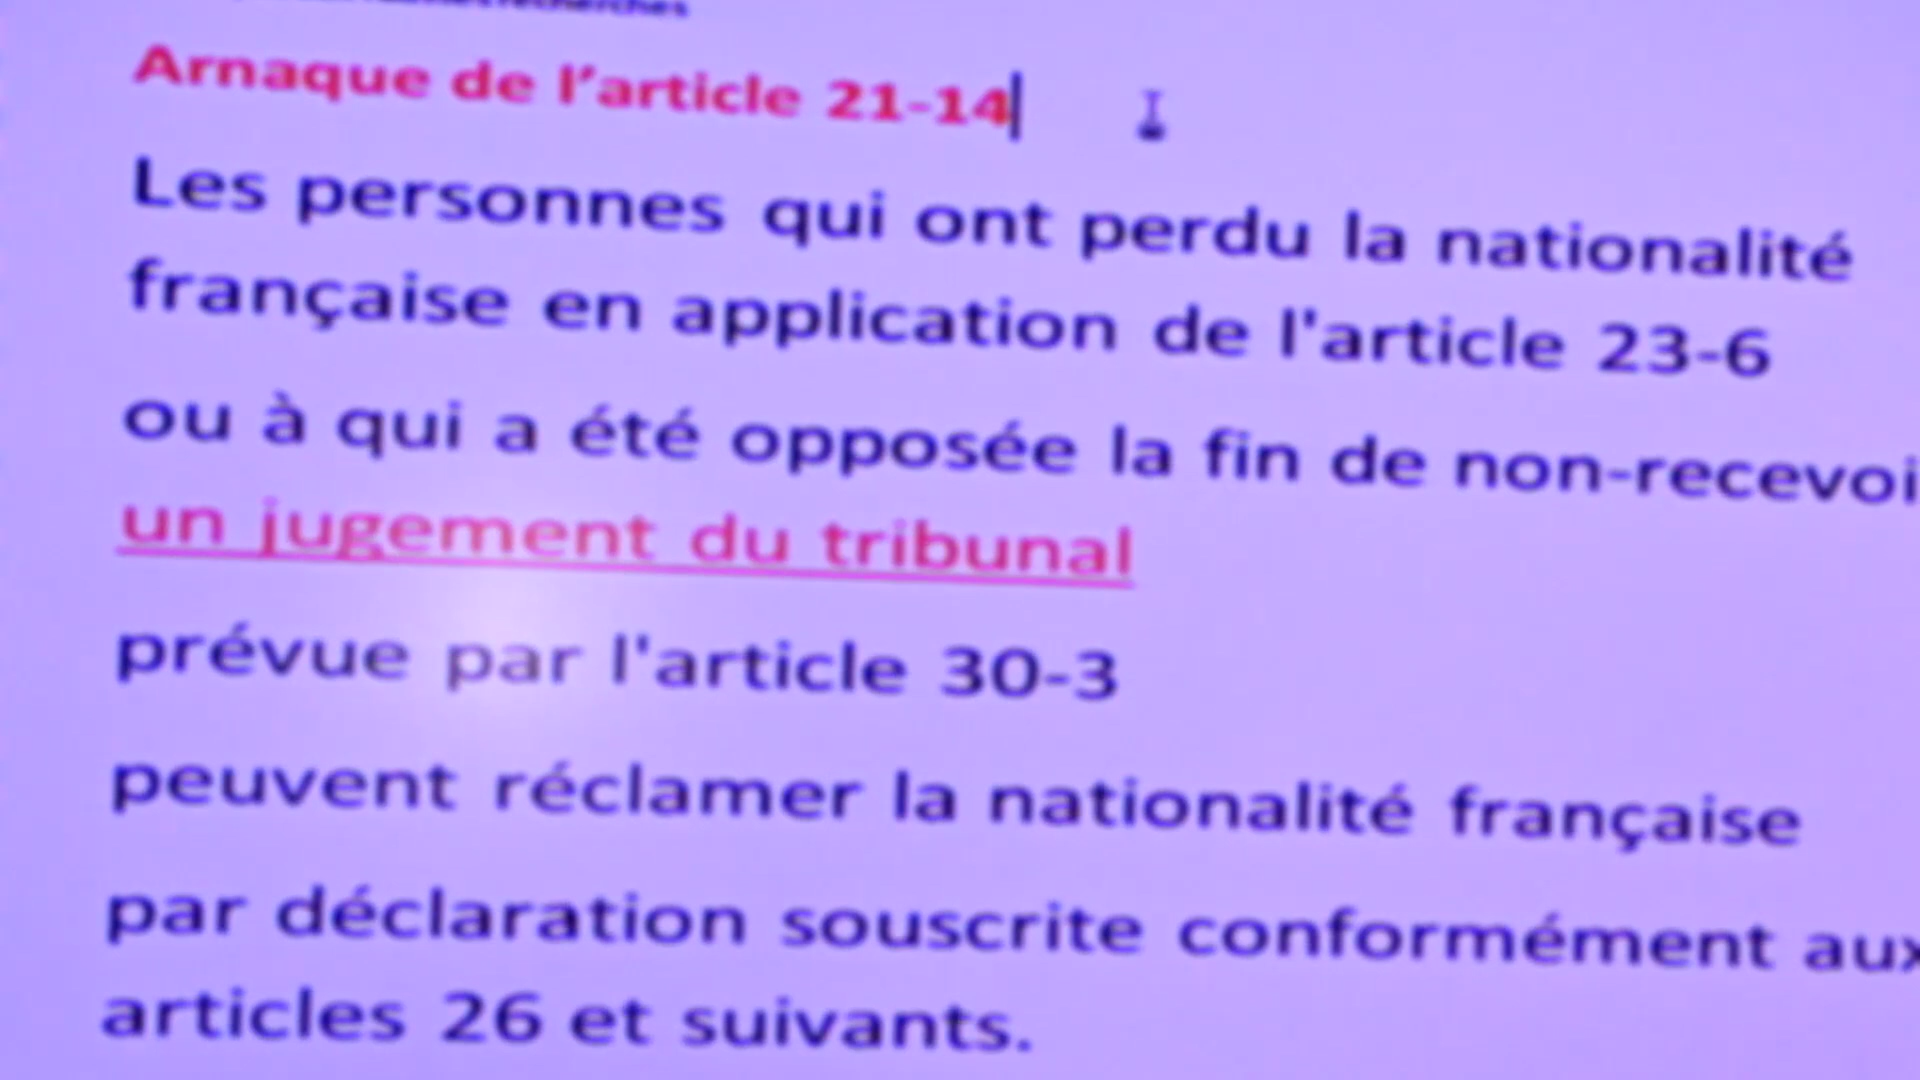 recherches
Arnaque de l’article 21-14
Les personnes qui ont perdu la nationalité
française en application de l'article 23-6
ou à qui a été opposée la fin de non-recevoi
un jugement du tribunal
prévue par l'article 30-3
peuvent réclamer la nationalité française
par déclaration souscrite conformément aux
articles 26 et suivants.